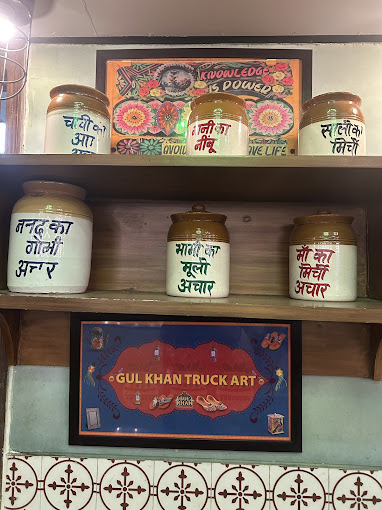 KNOWLEDGE
IS POWER
चाची का
आम
नानी का
नींबू
साली का
मिर्ची
ननद का
गोभी
अचार
मामी का
मूली
अचार
माँ का
मिर्ची
अचार
GUL KHAN TRUCK ART